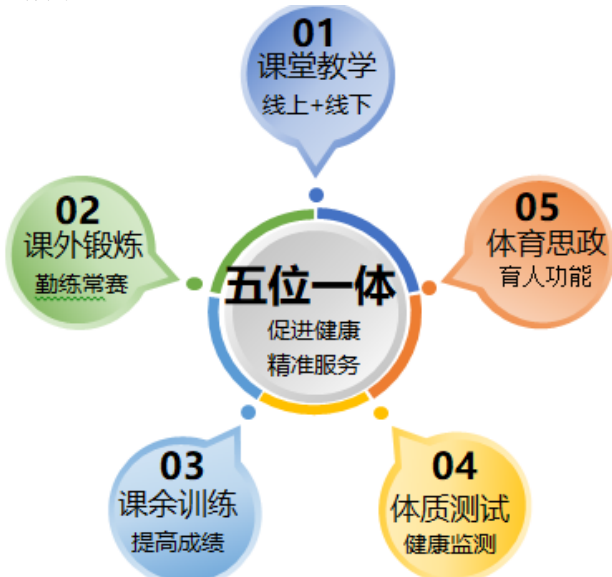 01
课堂教学
线上+线下
02
课外锻炼
勤练常赛
05
体育思政
育人功能
五位一体
促进健康
精准服务
03
课余训练
提高成绩
04
体质测试
健康监测